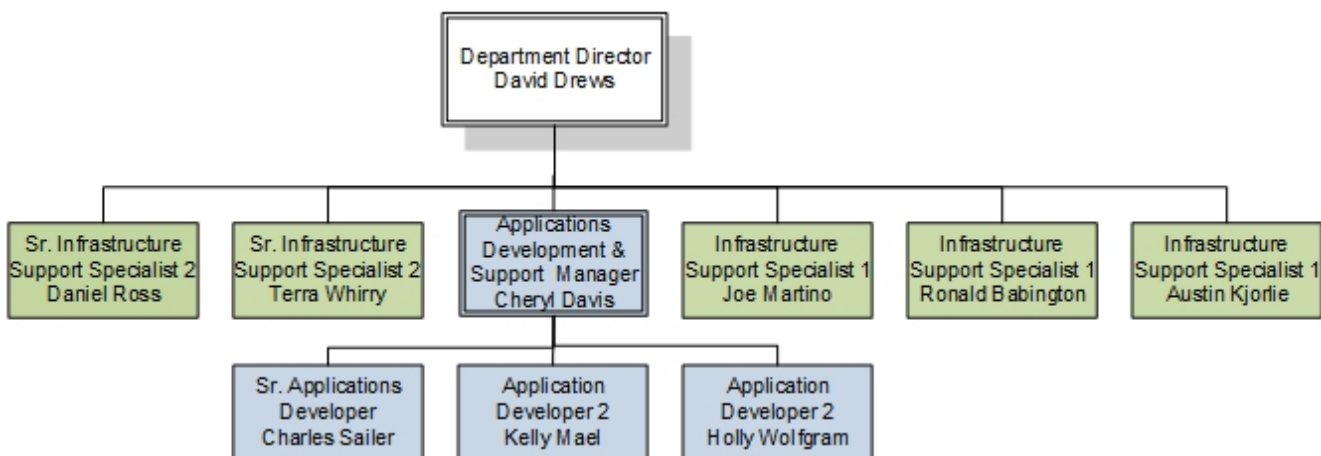 Department Director
David Drews
Sr. Infrastructure
Support Specialist 2
Daniel Ross
Sr. Infrastructure
Support Specialist 2
Terra Whirry
Applications
Development &
Support Manager
Cheryl Davis
Infrastructure
Support Specialist 1
Joe Martino
Infrastructure
Support Specialist 1
Ronald Babington
Infrastructure
Support Specialist 1
Austin Kjorlie
Sr. Applications
Developer
Charles Sailer
Application
Developer 2
Kelly Mael
Application
Developer 2
Holly Wolfgram